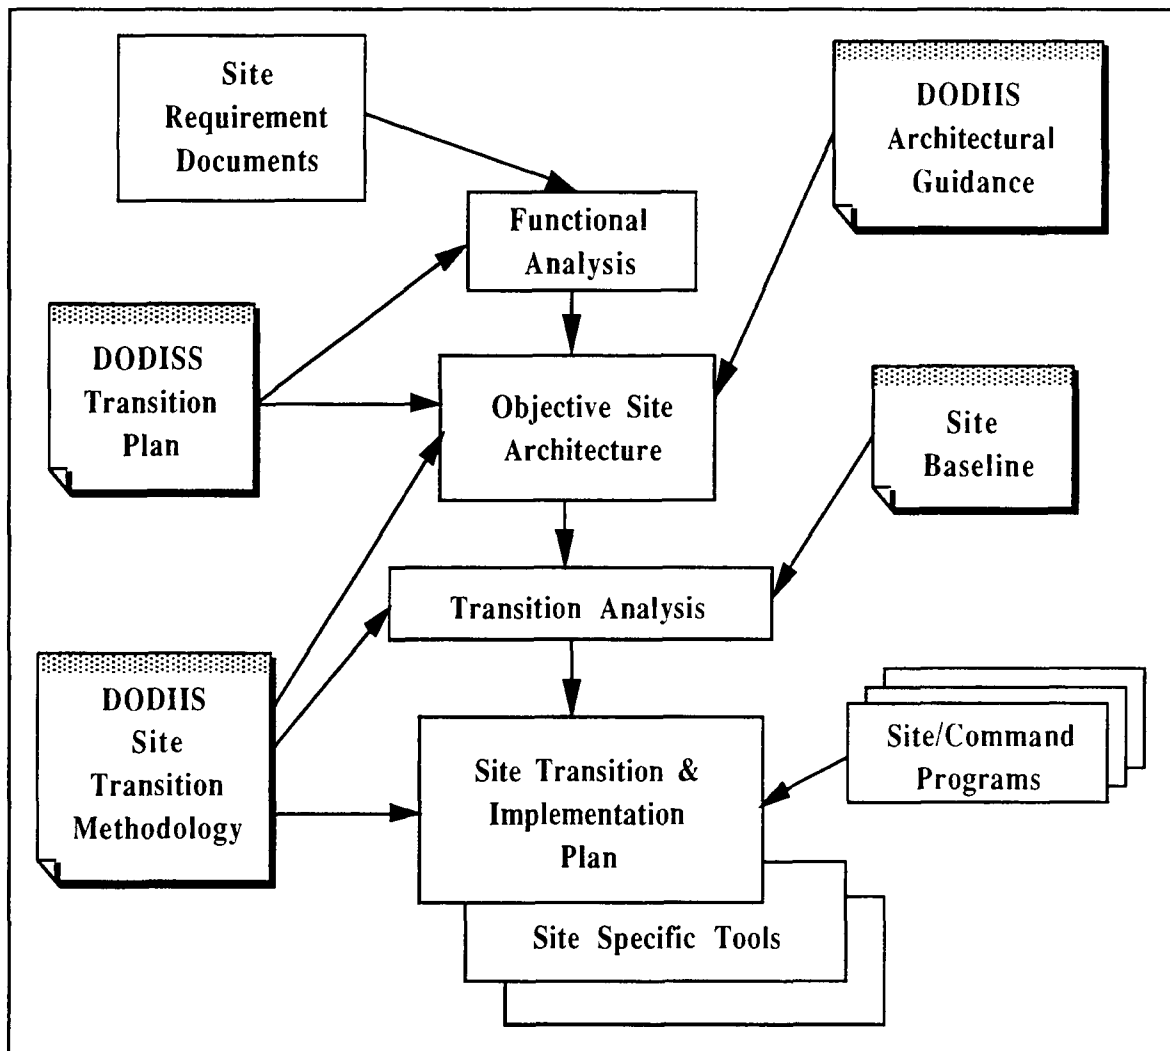 Site
Requirement
Documents
DODIIS
Architectural
Guidance
Functional
Analysis
DODISS
Transition
Plan
Objective Site
Architecture
Site
Baseline
Transition Analysis
DODIIS
Site
Transition
Methodology
Site Transition &
Implementation
Plan
Site/Command
Programs
Site Specific Tools